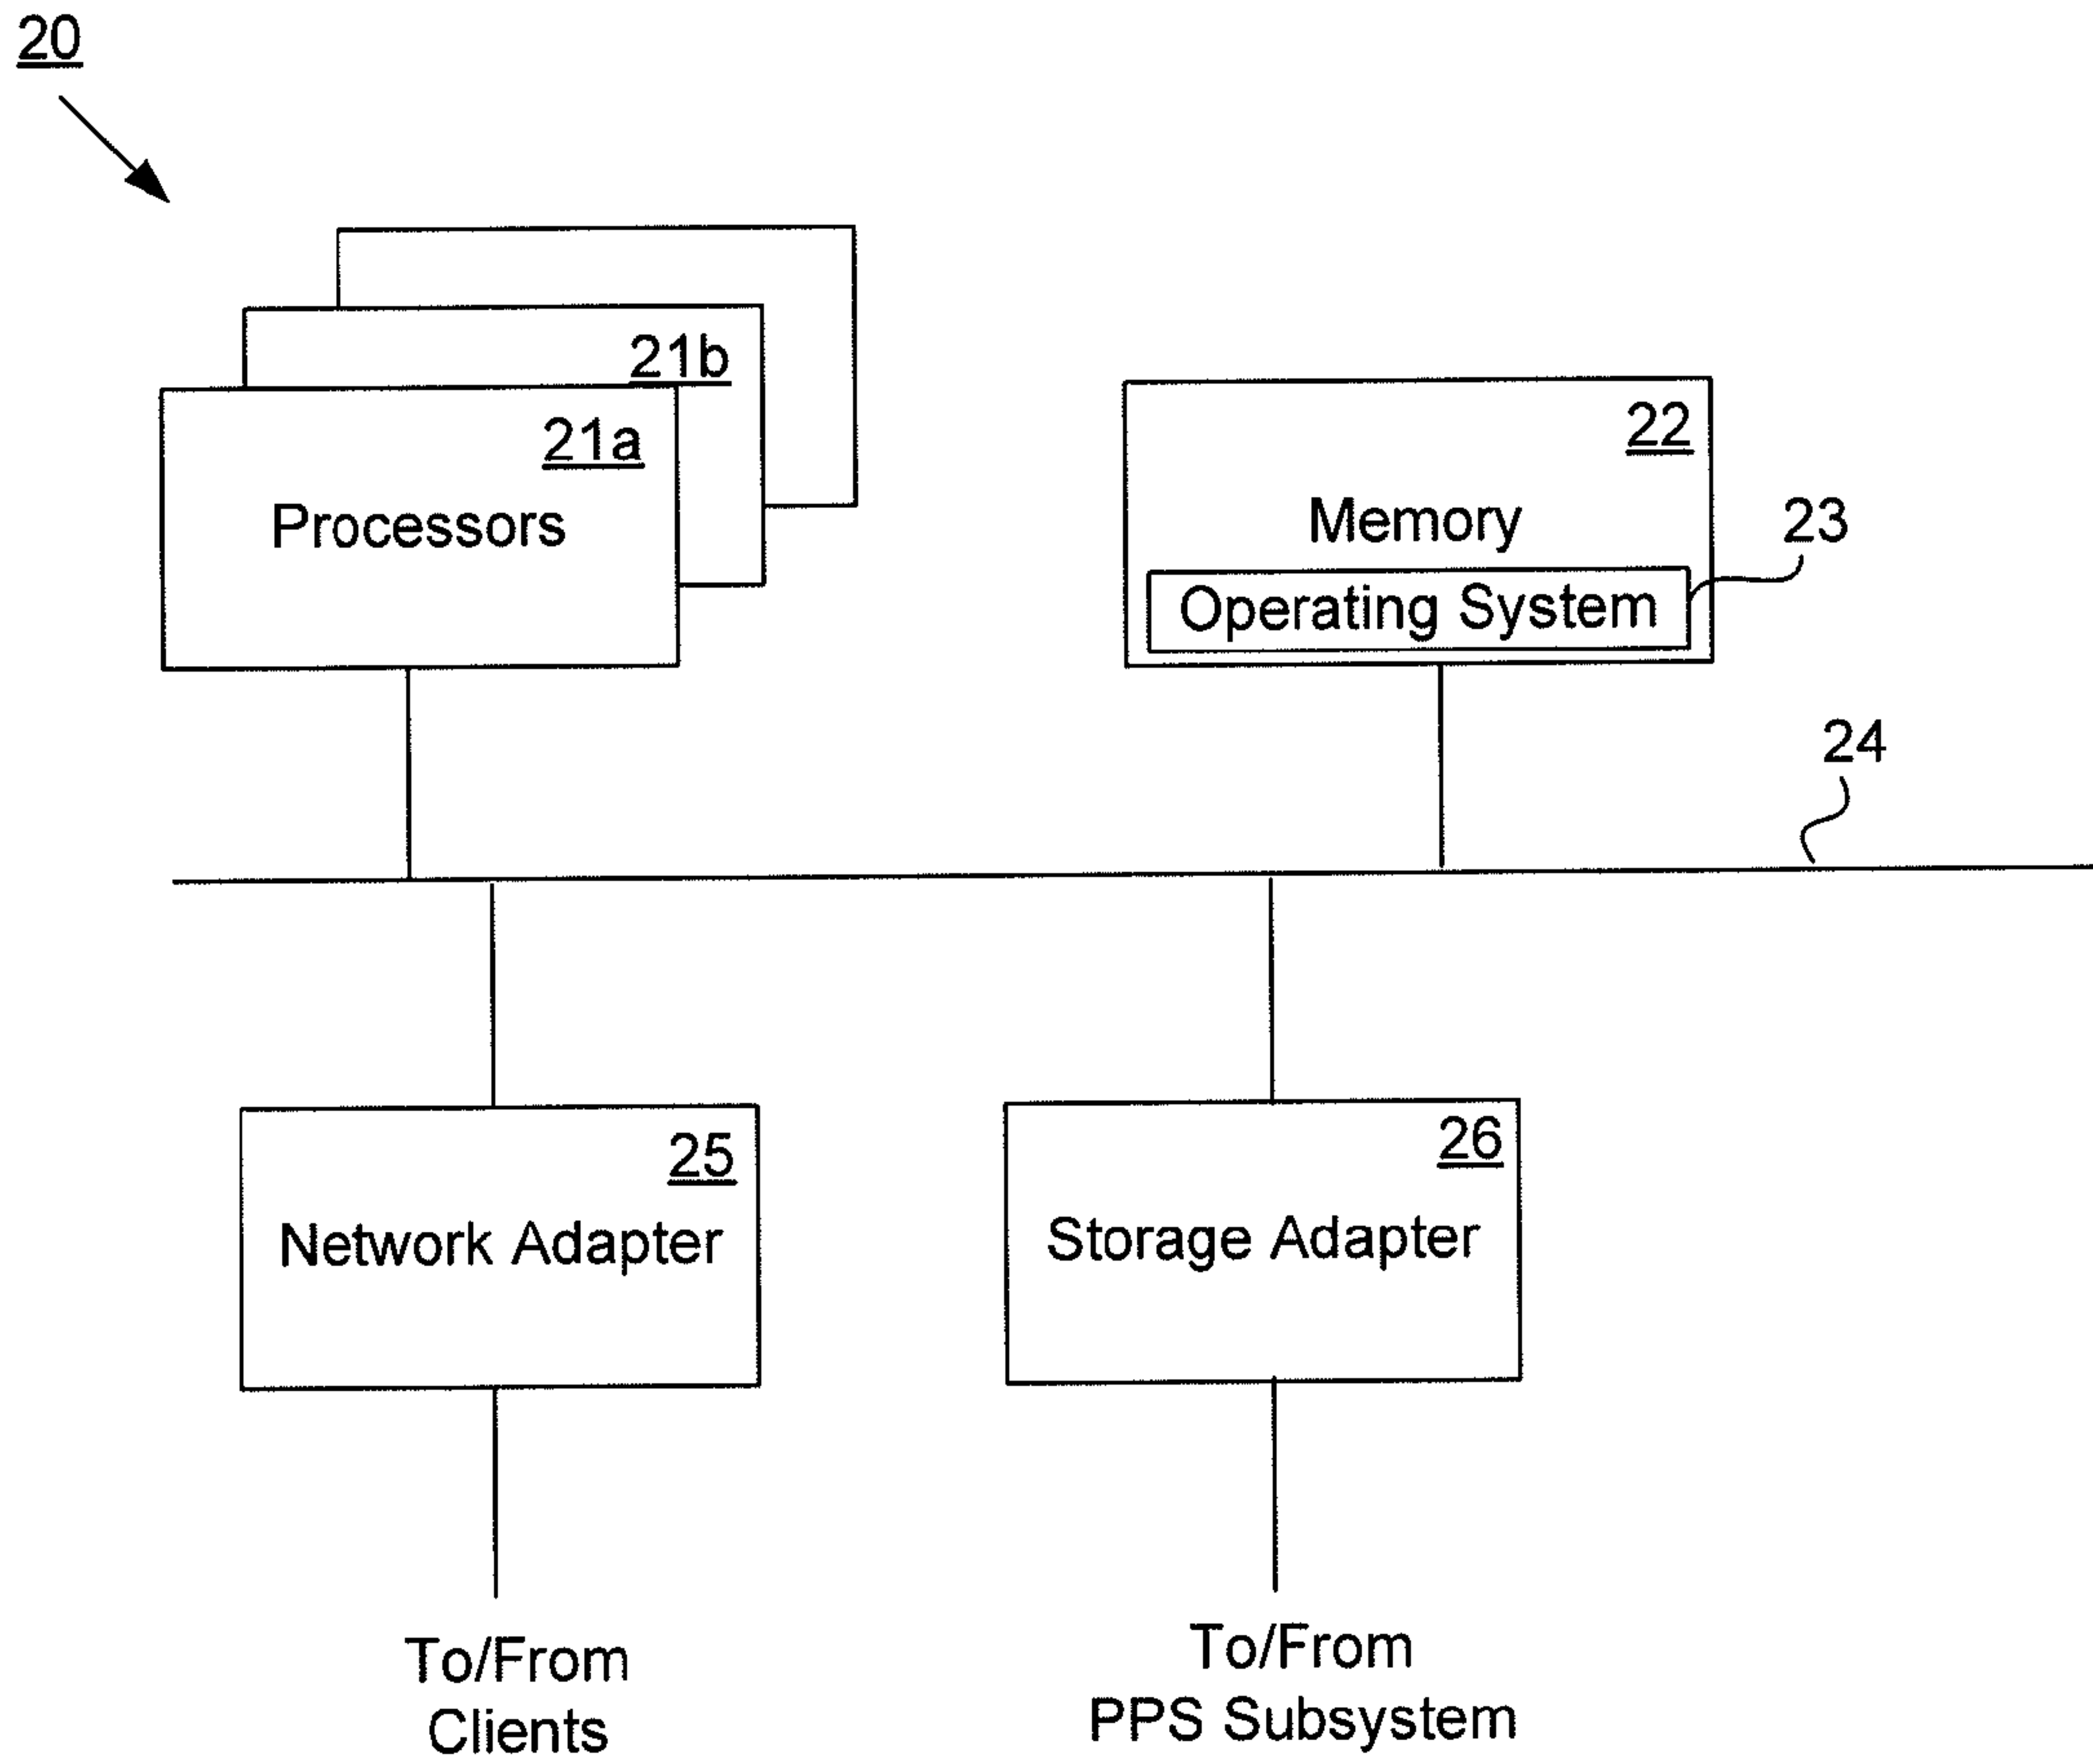 20
21b
21a
Processors
22
Memory
23
Operating System
24
25
Network Adapter
26
Storage Adapter
To/From
Clients
To/From
PPS Subsystem